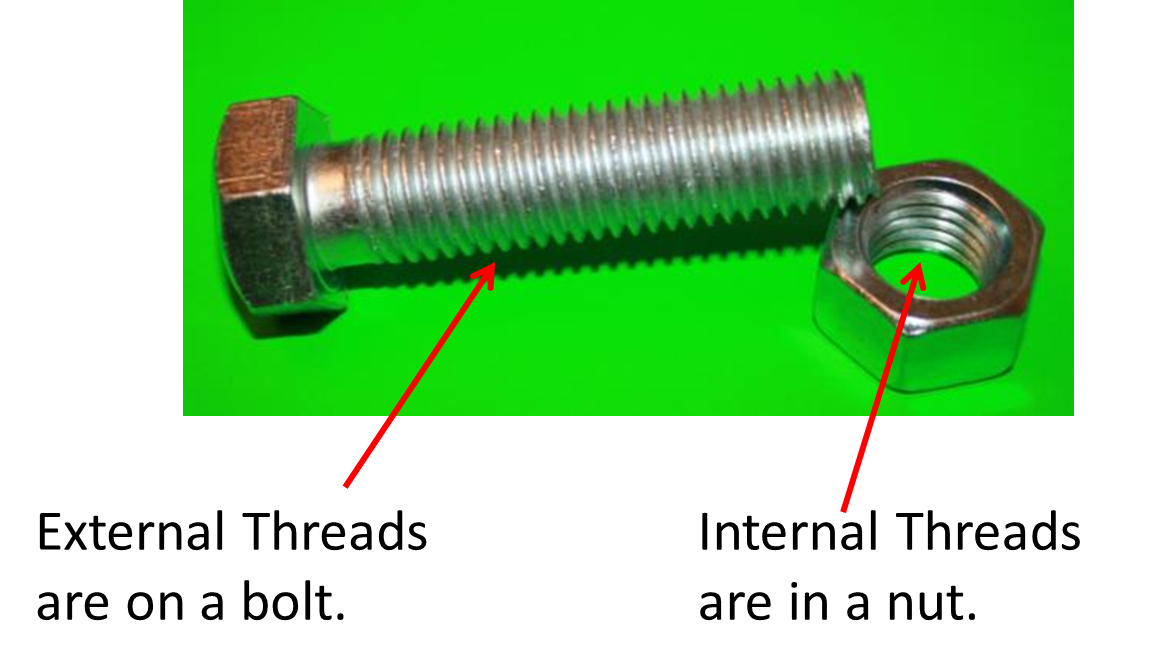 External Threads
are on a bolt.
Internal Threads
are in a nut.